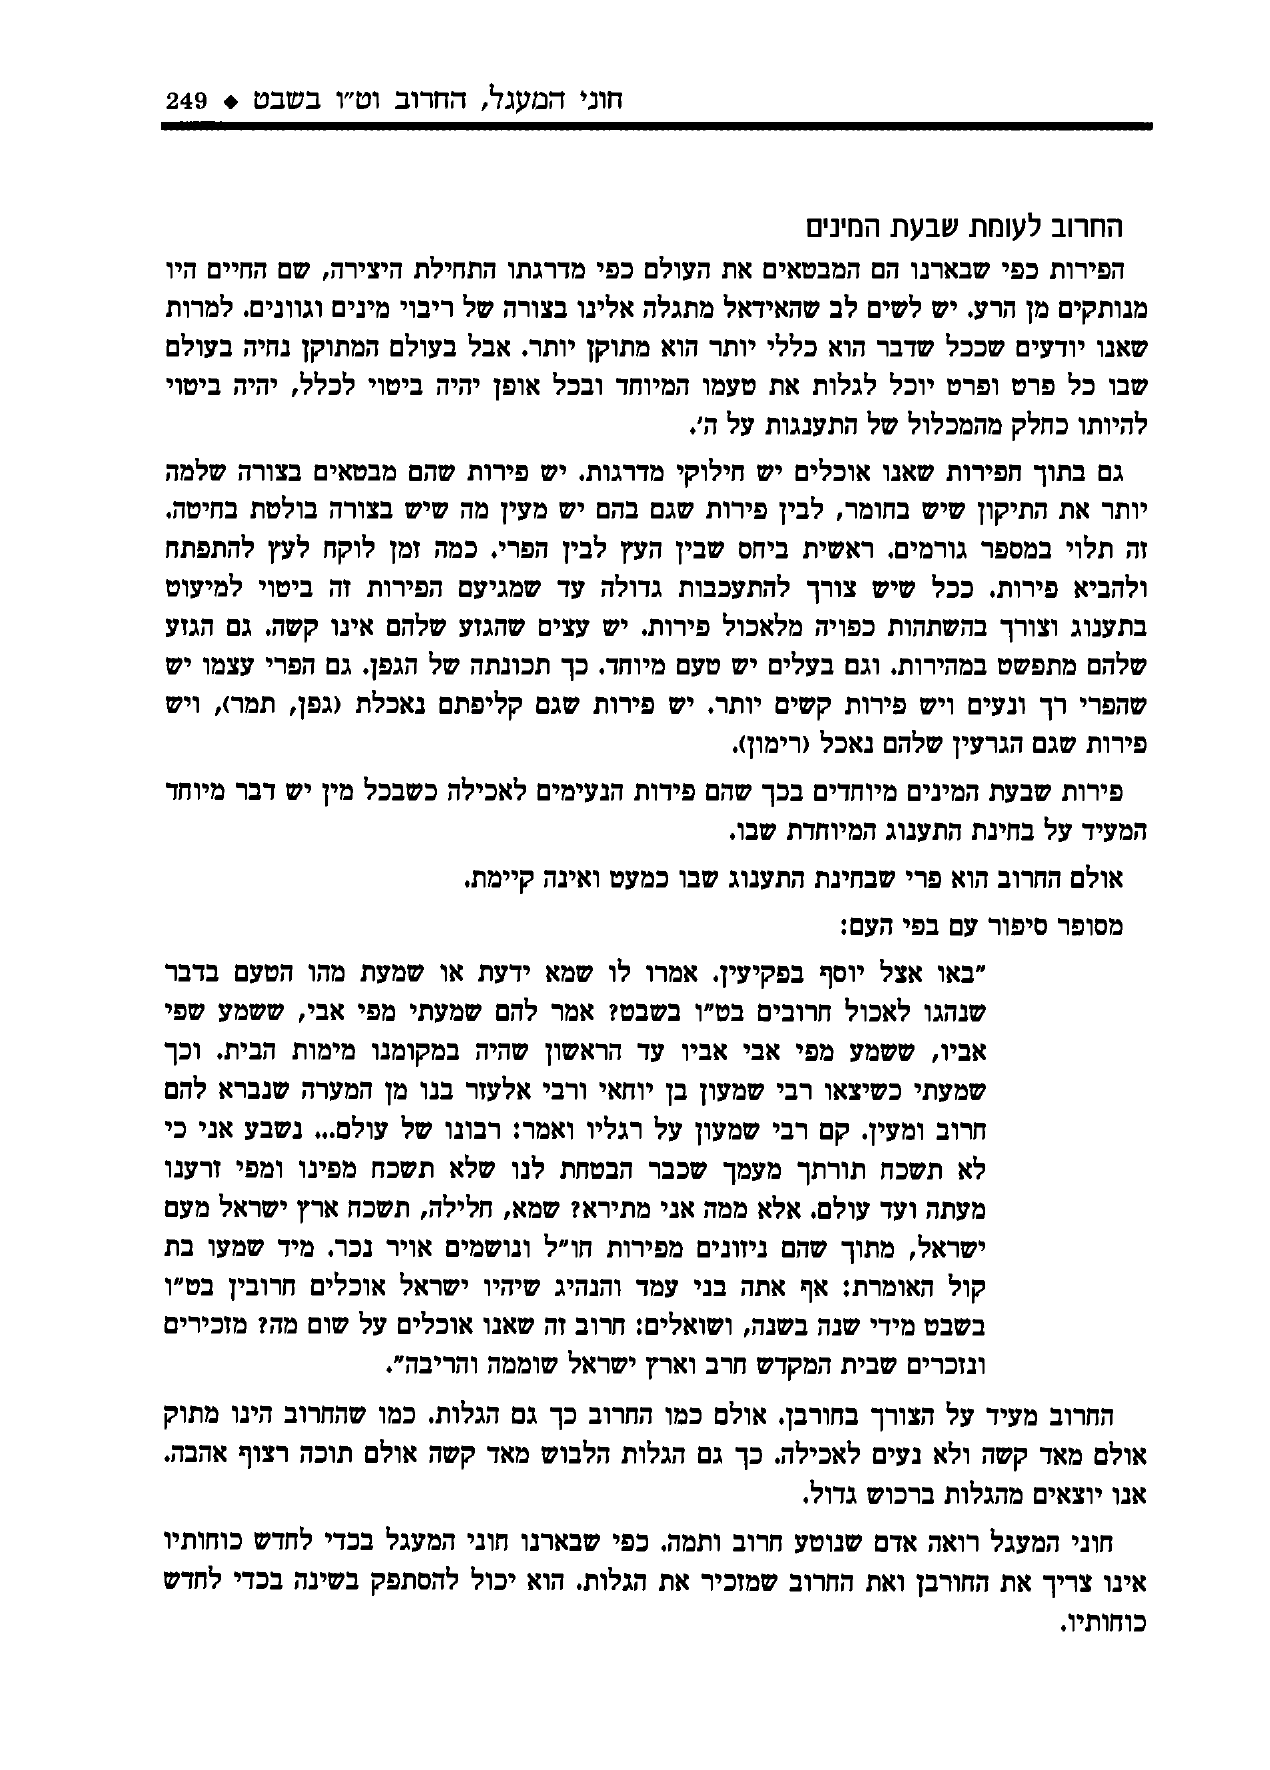 חוני המעגל, החרוב וט"ו בשבט ◆ 249
החרוב לעומת שבעת המינים
הפירות כפי שבארנו הם המבטאים את העולם כפי מדרגתו התחילת היצירה, שם החיים היו
מנותקים מן הרע. יש לשים לב שהאידאל מתגלה אלינו בצורה של ריבוי מינים וגוונים. למרות
שאנו יודעים שככל שדבר הוא כללי יותר הוא מתוקן יותר. אבל בעולם המתוקן נחיה בעולם
שבו כל פרט ופרט יוכל לגלות את טעמו המיוחד ובכל אופן יהיה ביטוי לכלל, יהיה ביטוי
להיותו כחלק מהמכלול של התענגות על ה'.
גם בתוך הפירות שאנו אוכלים יש חילוקי מדרגות. יש פירות שהם מבטאים בצורה שלמה
יותר את התיקון שיש בחומר, לבין פירות שגם בהם יש מעין מה שיש בצורה בולטת בחיטה.
זה תלוי במספר גורמים. ראשית ביחס שבין העץ לבין הפרי. כמה זמן לוקח לעץ להתפתח
ולהביא פירות. ככל שיש צורך להתעכבות גדולה עד שמגיעם הפירות זה ביטוי למיעוט
בתענוג וצורך בהשתהות כפויה מלאכול פירות. יש עצים שהגזע שלהם אינו קשה. גם הגזע
שלהם מתפשט במהירות. וגם בעלים יש טעם מיוחד. כך תכונתה של הגפן. גם הפרי עצמו יש
שהפרי רך ונעים ויש פירות קשים יותר. יש פירות שגם קליפתם נאכלת (גפן, תמר), ויש
פירות שגם הגרעין שלהם נאכל (רימון).
פירות שבעת המינים מיוחדים בכך שהם פידות הנעימים לאכילה כשבכל מין יש דבר מיוחד
המעיד על בחינת התענוג המיוחדת שבו.
אולם החרוב הוא פרי שבחינת התענוג שבו כמעט ואינה קיימת.
מסופר סיפור עם בפי העם:
"באו אצל יוסף בפקיעין. אמרו לו שמא ידעת או שמעת מהו הטעם בדבר
שנהגו לאכול חרובים בט"ו בשבט? אמר להם שמעתי מפי אבי, ששמע שפי
אביו, ששמע מפי אבי אביו עד הראשון שהיה במקומנו מימות הבית. וכך
שמעתי כשיצאו רבי שמעון בן יוחאי ורבי אלעזר בנו מן המערה שנברא להם
חרוב ומעין. קם רבי שמעון על רגליו ואמר: רבונו של עולם... נשבע אני כי
לא תשכח תורתך מעמך שכבר הבטחת לנו שלא תשכח מפינו ומפי זרענו
מעתה ועד עולם. אלא ממה אני מתירא? שמא, חלילה, תשכח ארץ ישראל מעם
ישראל, מתוך שהם ניזונים מפירות חו"ל ונושמים אויר נכר. מיד שמעו בת
קול האומרת: אף אתה בני עמד והנהיג שיהיו ישראל אוכלים חרובין בט"ו
בשבט מידי שנה בשנה, ושואלים: חרוב זה שאנו אוכלים על שום מה? מזכירים
ונזכרים שבית המקדש חרב וארץ ישראל שוממה והריבה".
החרוב מעיד על הצורך בחורבן. אולם כמו החרוב כך גם הגלות. כמו שהחרוב הינו מתוק
אולם מאד קשה ולא נעים לאכילה. כך גם הגלות הלבוש מאד קשה אולם תוכה רצוף אהבה.
אנו יוצאים מהגלות ברכוש גדול.
חוני המעגל רואה אדם שנוטע חרוב ותמה. כפי שבארנו חוני המעגל בכדי לחדש כוחותיו
אינו צריך את החורבן ואת החרוב שמזכיר את הגלות. הוא יכול להסתפק בשינה בכדי לחדש
כוחותיו.